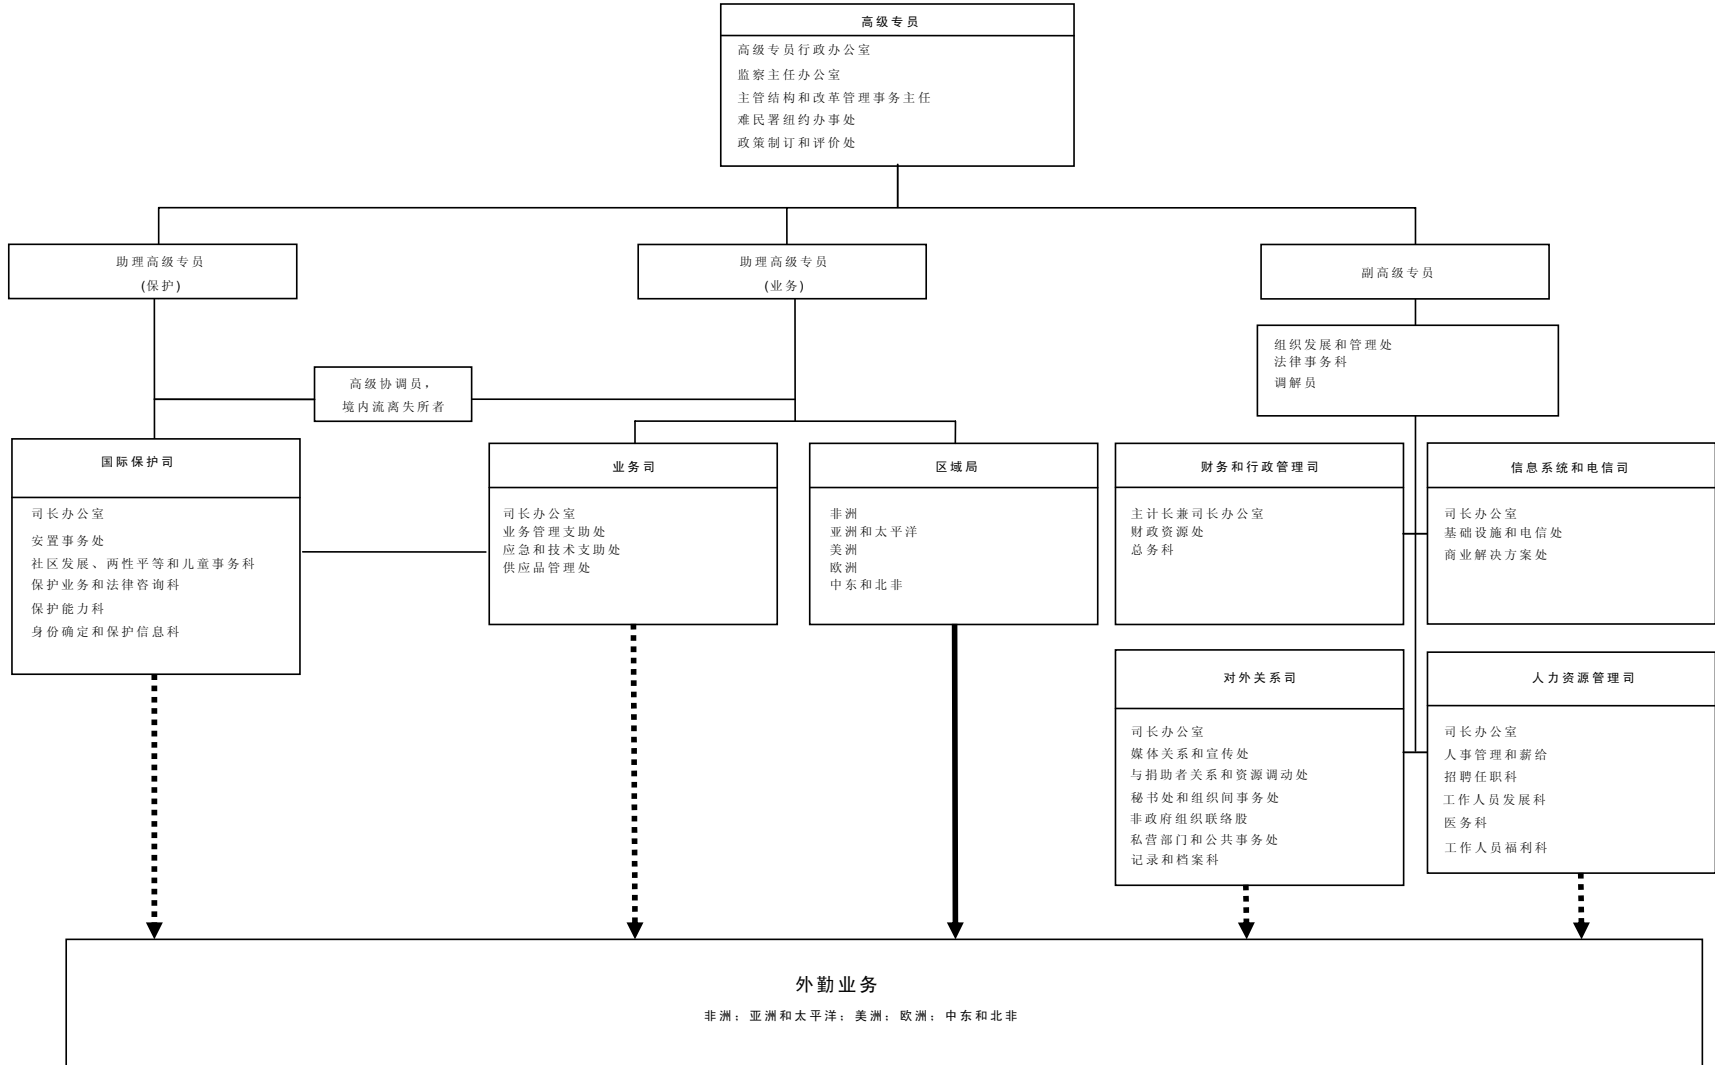 高级专员
高级专员行政办公室
监察主任办公室
主管结构和改革管理事务主任
难民署纽约办事处
政策制订和评价处
助理高级专员
(保护)
助理高级专员
(业务)
副高级专员
组织发展和管理处
法律事务科
调解员
高级协调员，
境内流离失所者
国际保护司
司长办公室
安置事务处
社区发展、两性平等和儿童事务科
保护业务和法律咨询科
保护能力科
身份确定和保护信息科
业务司
司长办公室
业务管理支助处
应急和技术支助处
供应品管理处
区域局
非洲
亚洲和太平洋
美洲
欧洲
中东和北非
财务和行政管理司
主计长兼司长办公室
财政资源处
总务科
信息系统和电信司
司长办公室
基础设施和电信处
商业解决方案处
对外关系司
司长办公室
媒体关系和宣传处
与捐助者关系和资源调动处
秘书处和组织间事务处
非政府组织联络股
私营部门和公共事务处
记录和档案科
人力资源管理司
司长办公室
人事管理和薪给
招聘任职科
工作人员发展科
医务科
工作人员福利科
外勤业务
非洲；亚洲和太平洋；美洲；欧洲；中东和北非